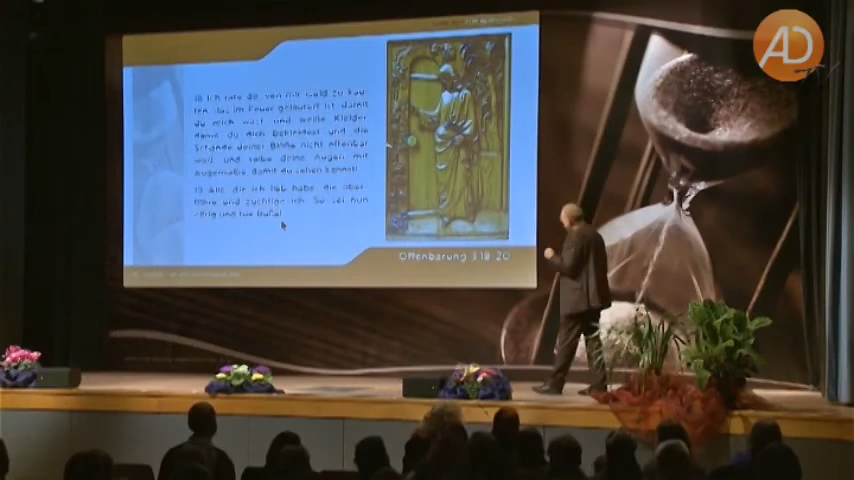 AD
18 Ich rate dir, von mir Gold zu kau-
fen, das im Feuer geläutert ist, damit
du reich wirst, und weiße Kleider,
damit du dich bekleidest und die
Schande deiner Blöße nicht offenbar
wird; und salbe deine Augen mit
Augensalbe, damit du sehen kannst!
19 Alle, die ich lieb habe, die über-
führe und züchtige ich. So sei nun
eifrig und tue Buße!
Offenbarung 3,18-20